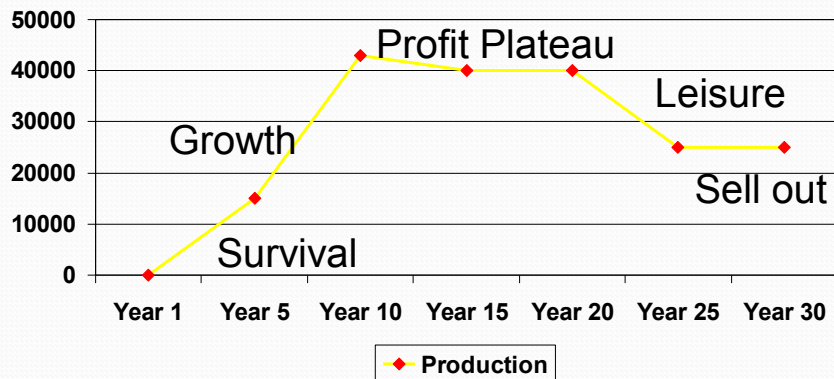 50000
Profit Plateau
40000
Leisure
30000
Growth
20000
Sell out
10000
Survival
0
Year 1 Year 5 Year 10 Year 15 Year 20 Year 25 Year 30
Production